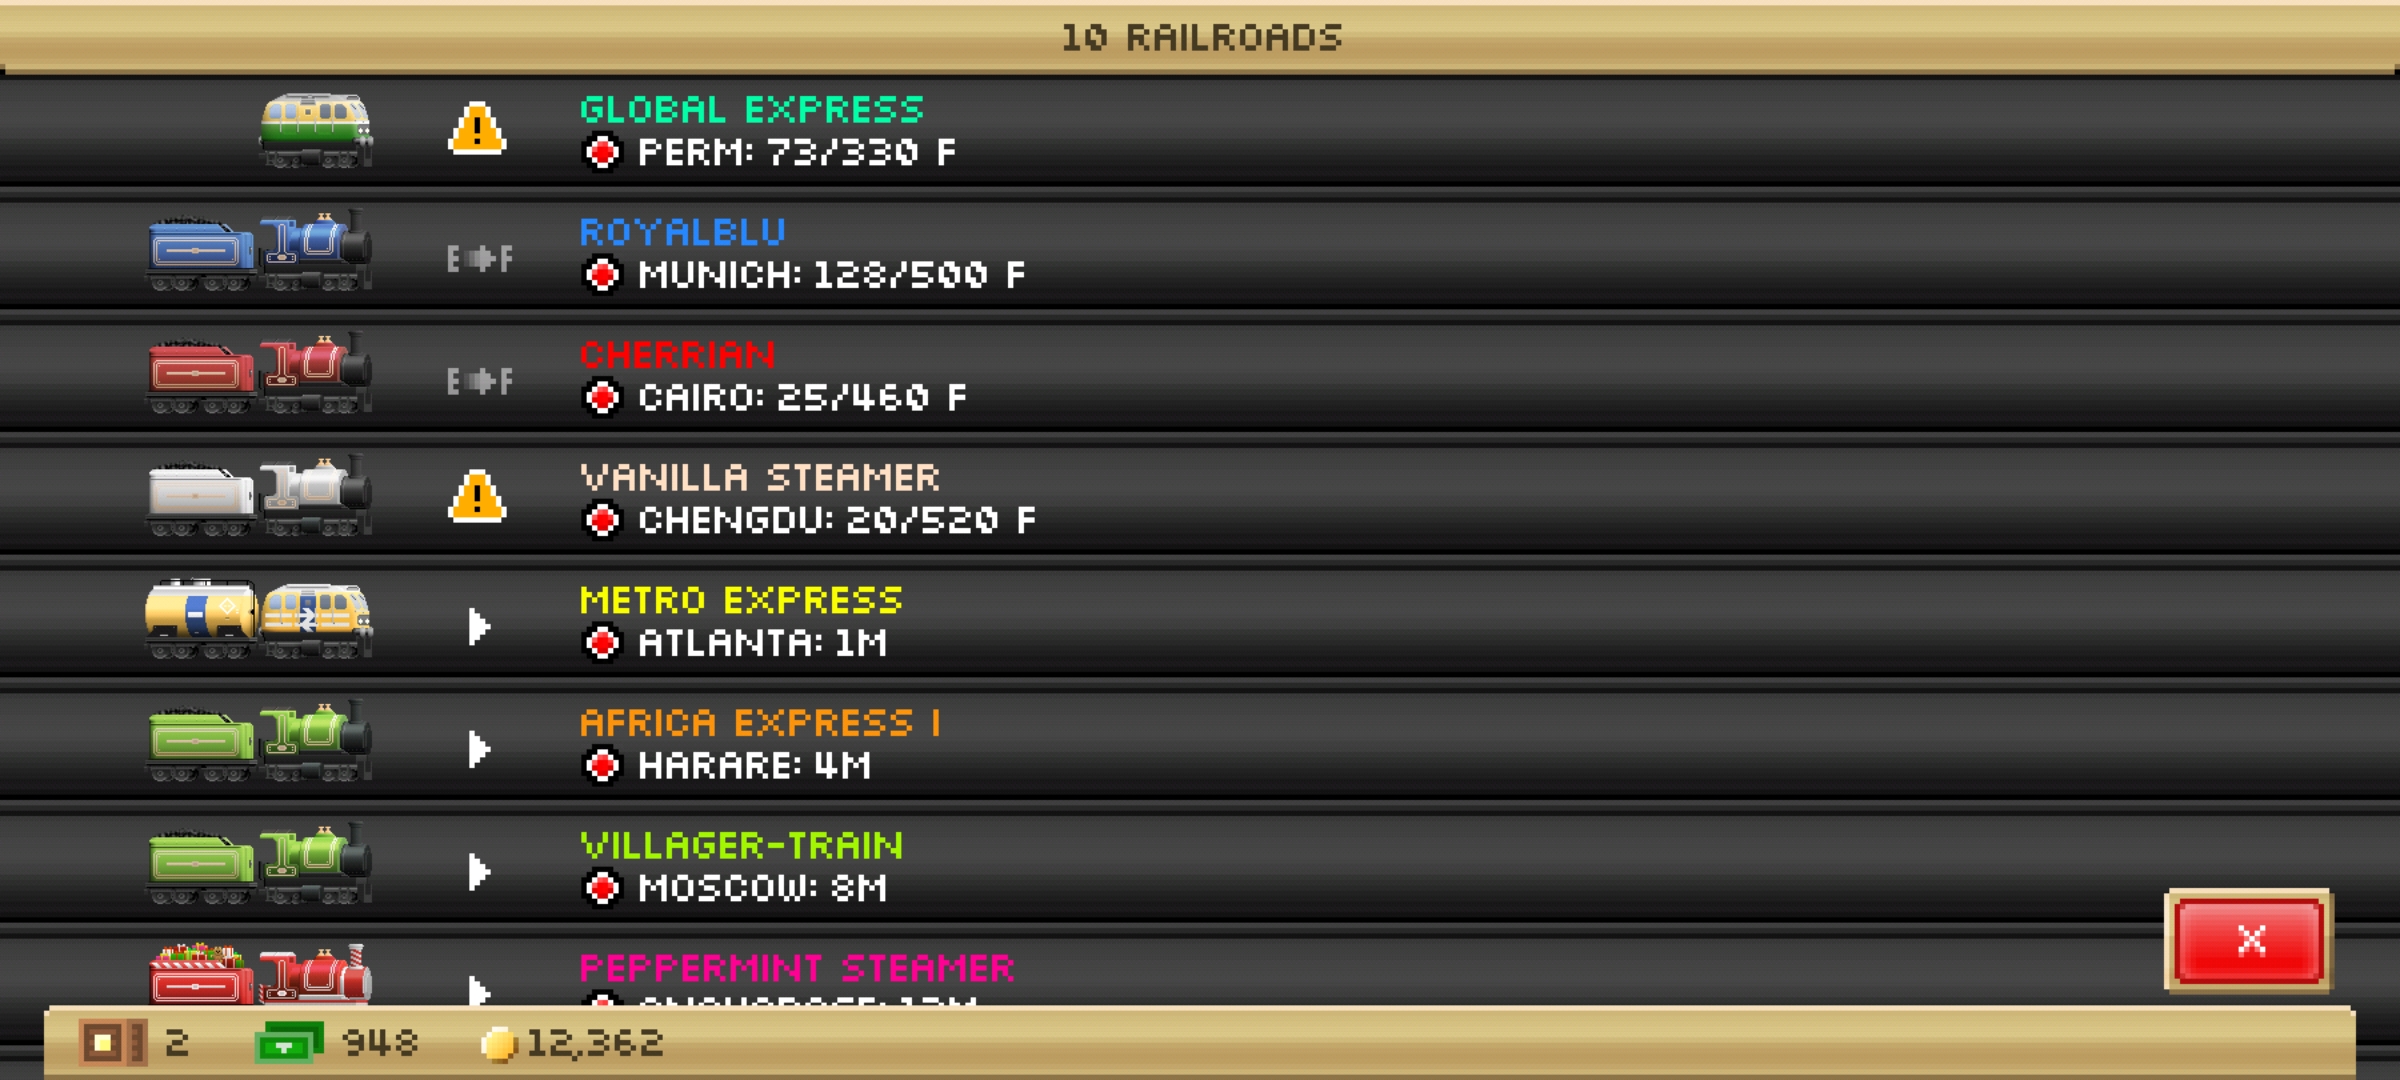 10 RAILROADS
GLOBAL EXPRESS
PERM: 73/330 F
E F ROYALBLU
MUNICH: 128/500 F
E F CHERRIAN
CAIRO: 25/460 F
VANILLA STEAMER
CHENGDU: 20/520 F
METRO EXPRESS
ATLANTA: 1M
AFRICA EXPRESS I
HARARE: 4M
VILLAGER-TRAIN
MOSCOW: 8M
PEPPERMINT STEAMER
X
2 948 12,362